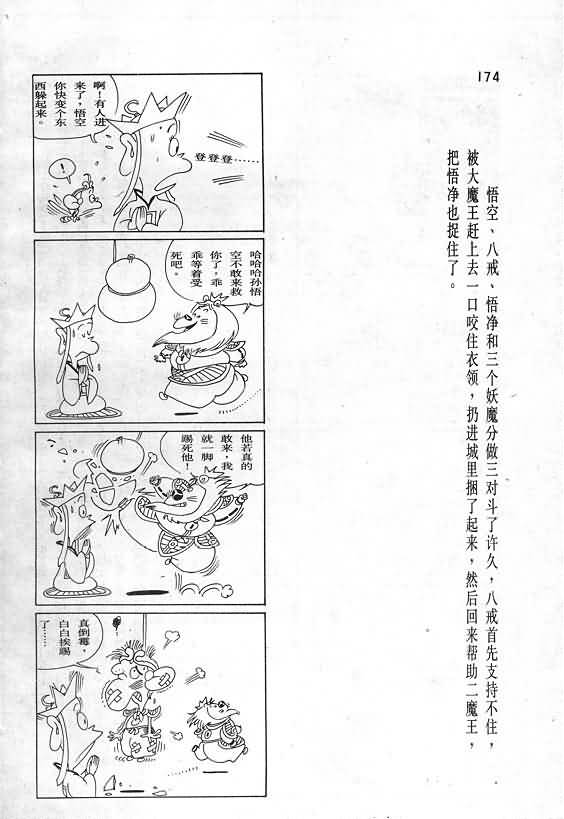 174
悟空、八戒、悟净和三个妖魔分做三对斗了许久，八戒首先支持不住，
被大魔王赶上去一口咬住衣领，扔进城里捆了起来，然后回来帮助二魔王，
把悟净也捉住了。
啊！有人进
来了，悟空
你快变个东
西躲起来。
登登登……
！
哈哈哈孙悟
空不敢来救
你了，乖
乖等着受
死吧。
他若真的
敢来，我
就一脚
踢死他！
真倒霉，
白白挨踢
了……